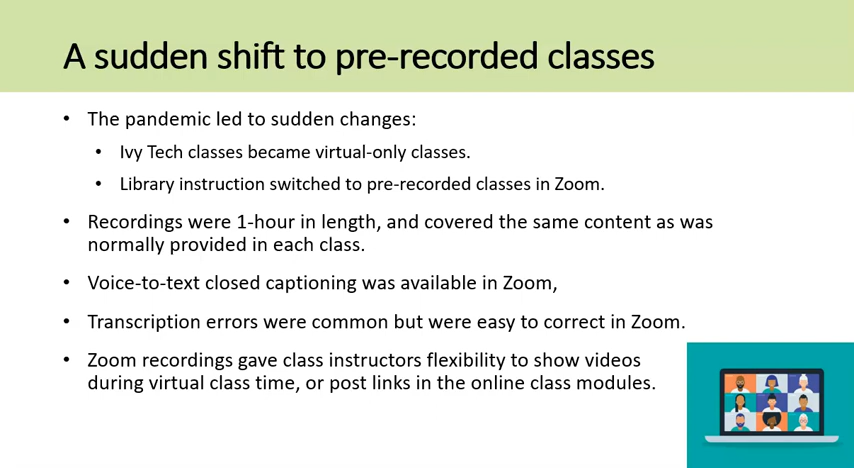 A sudden shift to pre-recorded classes
• The pandemic led to sudden changes:
• Ivy Tech classes became virtual-only classes.
• Library instruction switched to pre-recorded classes in Zoom.
• Recordings were 1-hour in length, and covered the same content as was
normally provided in each class.
• Voice-to-text closed captioning was available in Zoom,
• Transcription errors were common but were easy to correct in Zoom.
• Zoom recordings gave class instructors flexibility to show videos
during virtual class time, or post links in the online class modules.